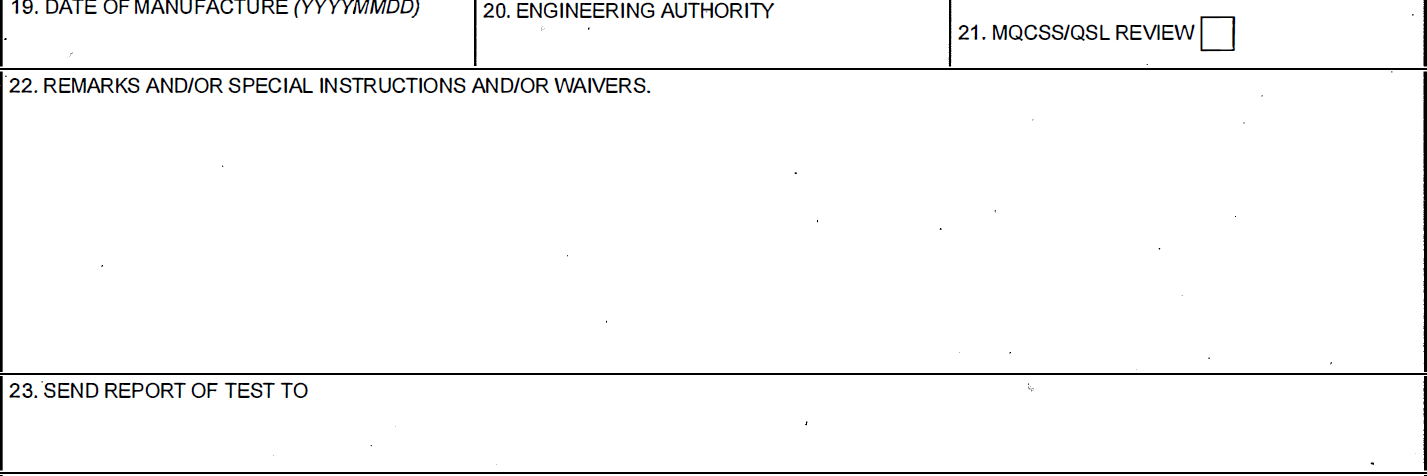 19. DATE OF MANUFACTURE (YYYYMMDD)
20. ENGINEERING AUTHORITY
21. MQCSS/QSL REVIEW
22. REMARKS AND/OR SPECIAL INSTRUCTIONS AND/OR WAIVERS.
23. SEND REPORT OF TEST TO